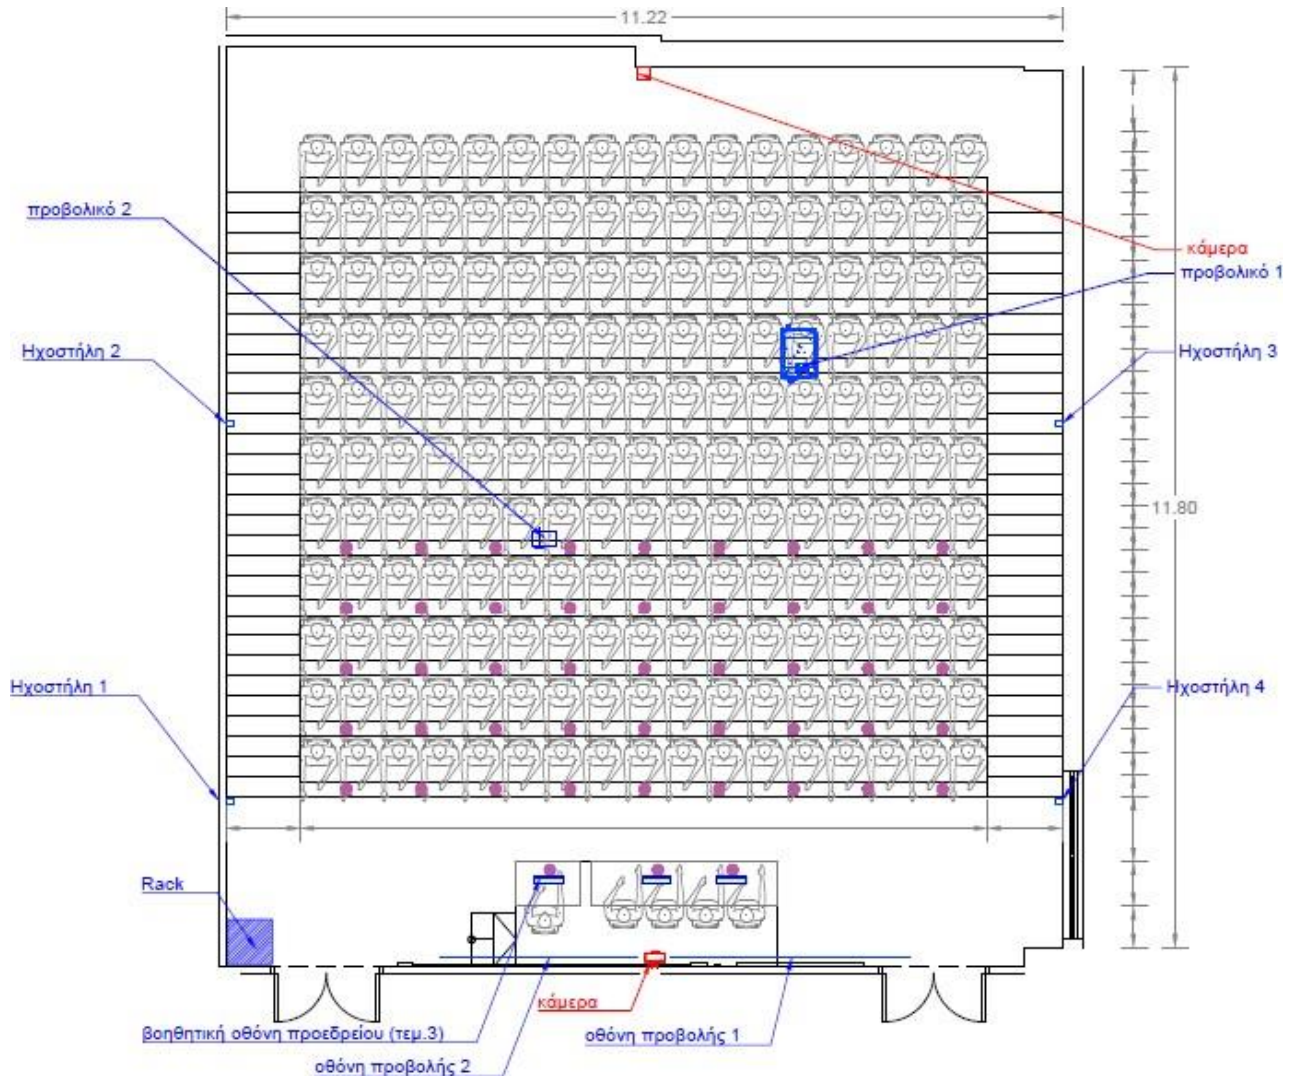 11.22
προβολικό 2
κάμερα
προβολικό 1
Ηχοστήλη 2
Ηχοστήλη 3
11.80
Ηχοστήλη 1
Ηχοστήλη 4
Rack
κάμερα
βοηθητική οθόνη προεδρείου (τεμ.3)
οθόνη προβολής 1
οθόνη προβολής 2